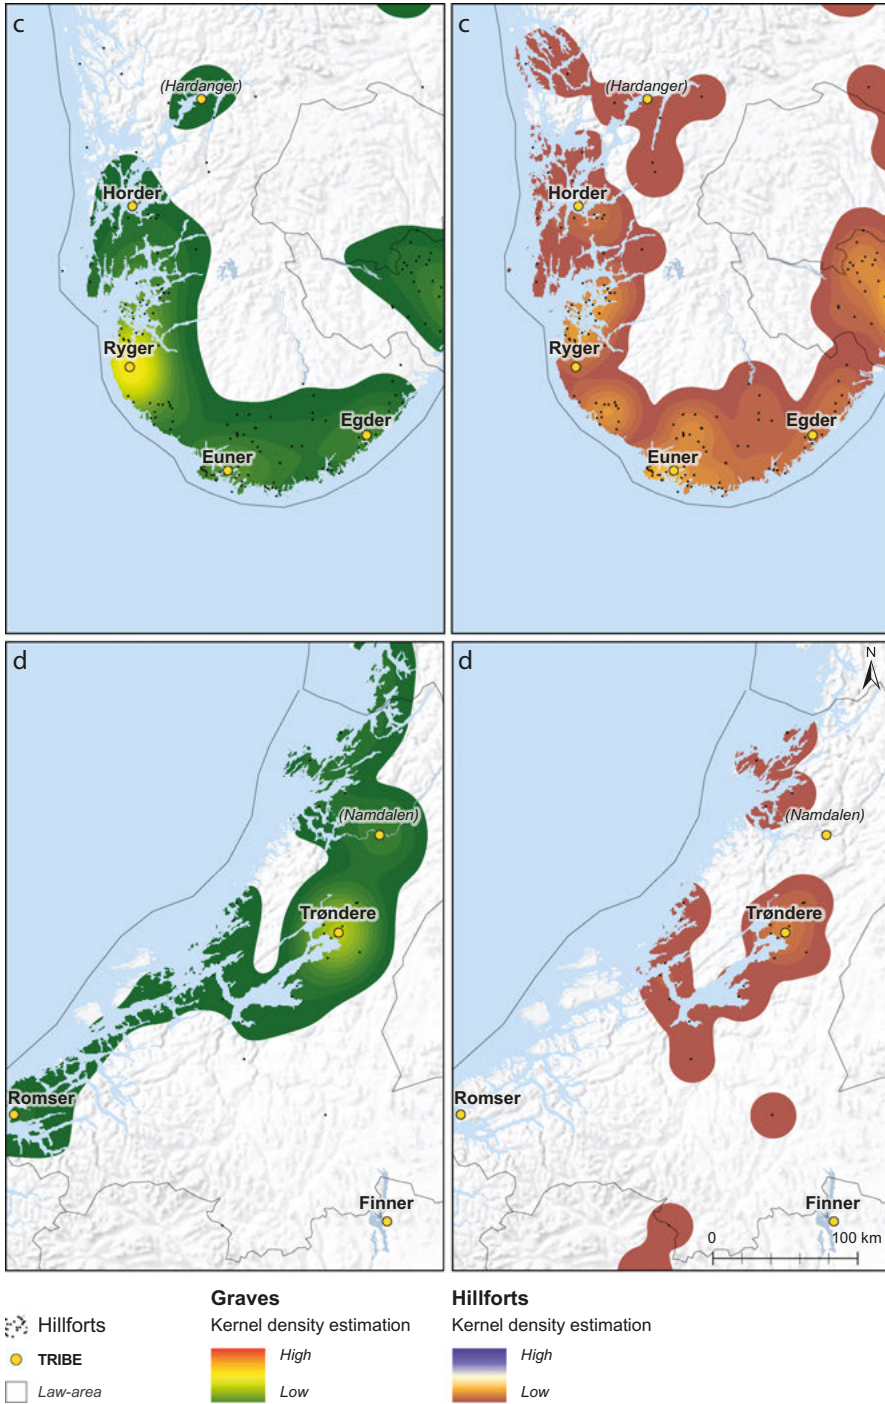 c
(Hardanger)
Horder
Ryger
Egder
Euner
c
(Hardanger)
Horder
Ryger
Egder
Euner
d
(Namdalen)
Trøndere
Romser
Finner
d
N
(Namdalen)
Trøndere
Romser
Finner
0 100 km
Hillforts
TRIBE
Law-area
Graves
Kernel density estimation
High
Low
Hillforts
Kernel density estimation
High
Low